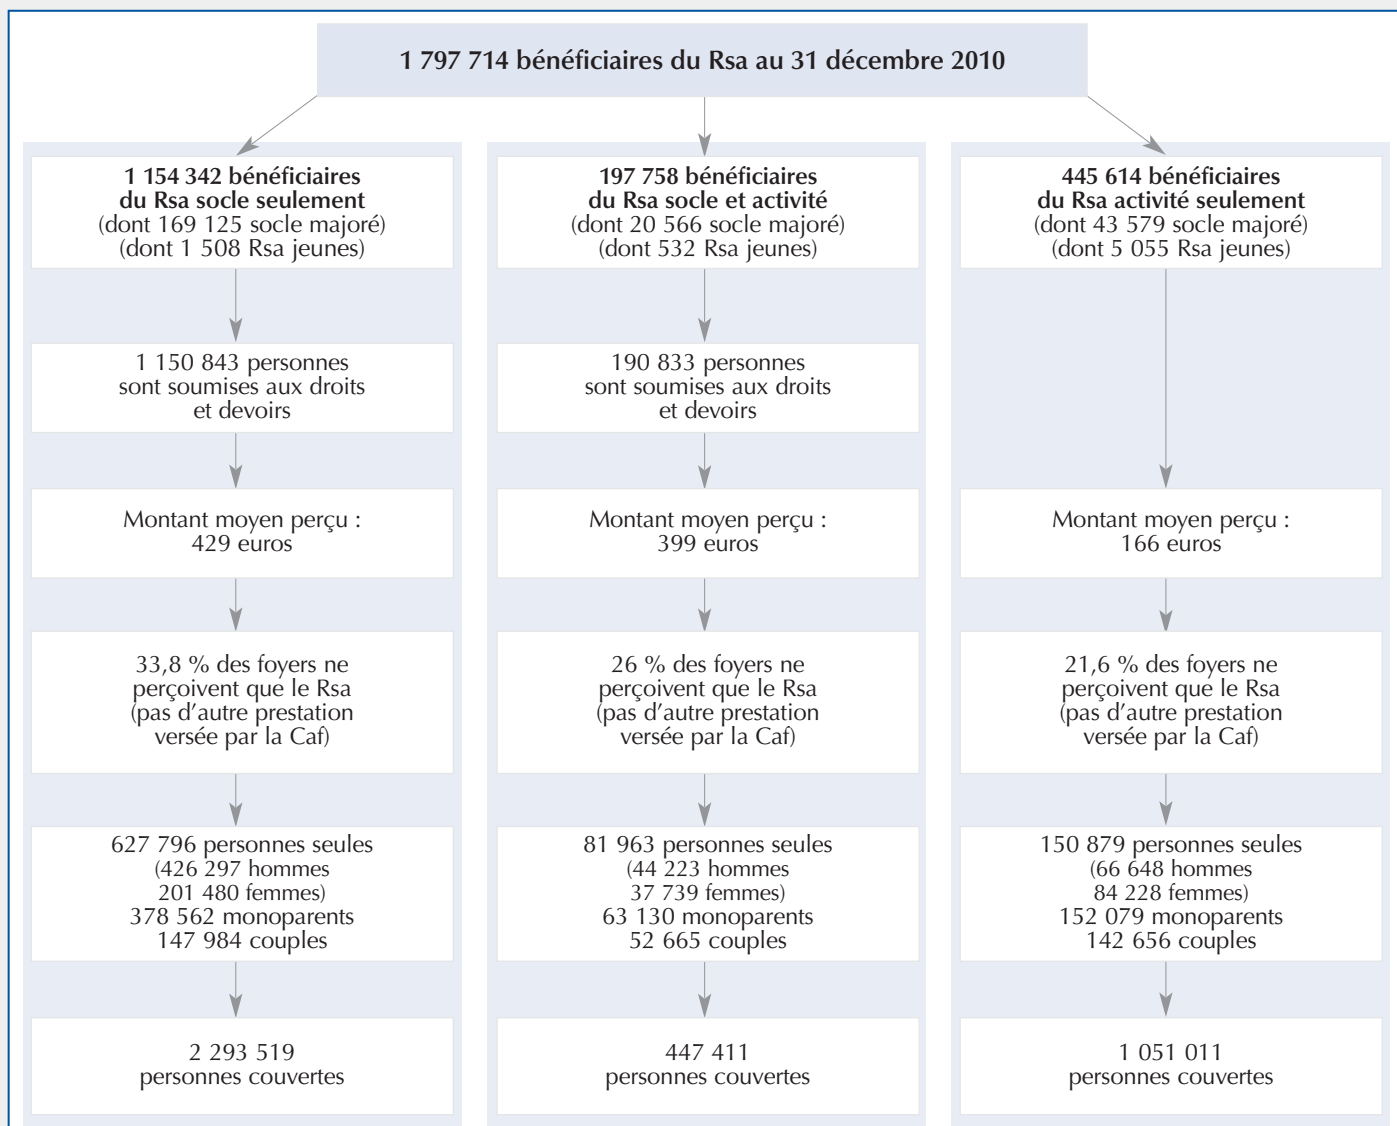 1 797 714 bénéficiaires du Rsa au 31 décembre 2010
1 154 342 bénéficiaires
du Rsa socle seulement
(dont 169 125 socle majoré)
(dont 1 508 Rsa jeunes)
1 150 843 personnes
sont soumises aux droits
et devoirs
Montant moyen perçu :
429 euros
33,8 % des foyers ne
perçoivent que le Rsa
(pas d’autre prestation
versée par la Caf)
627 796 personnes seules
(426 297 hommes
201 480 femmes)
378 562 monoparents
147 984 couples
2 293 519
personnes couvertes
197 758 bénéficiaires
du Rsa socle et activité
(dont 20 566 socle majoré)
(dont 532 Rsa jeunes)
190 833 personnes
sont soumises aux droits
et devoirs
Montant moyen perçu :
399 euros
26 % des foyers ne
perçoivent que le Rsa
(pas d’autre prestation
versée par la Caf)
81 963 personnes seules
(44 223 hommes
37 739 femmes)
63 130 monoparents
52 665 couples
447 411
personnes couvertes
445 614 bénéficiaires
du Rsa activité seulement
(dont 43 579 socle majoré)
(dont 5 055 Rsa jeunes)
Montant moyen perçu :
166 euros
21,6 % des foyers ne
perçoivent que le Rsa
(pas d’autre prestation
versée par la Caf)
150 879 personnes seules
(66 648 hommes
84 228 femmes)
152 079 monoparents
142 656 couples
1 051 011
personnes couvertes